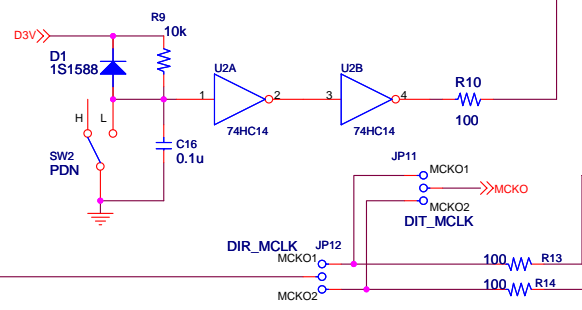 R9
D3V
10k
D1
1S1588
U2A
U2B
R10
1
2
3
4
100
H
L
74HC14
74HC14
C16
0.1u
SW2
PDN
JP11
MCKO1
MCKO
MCKO2
DIT_MCLK
DIR_MCLK
JP12
MCKO1
100
R13
100
R14
MCKO2